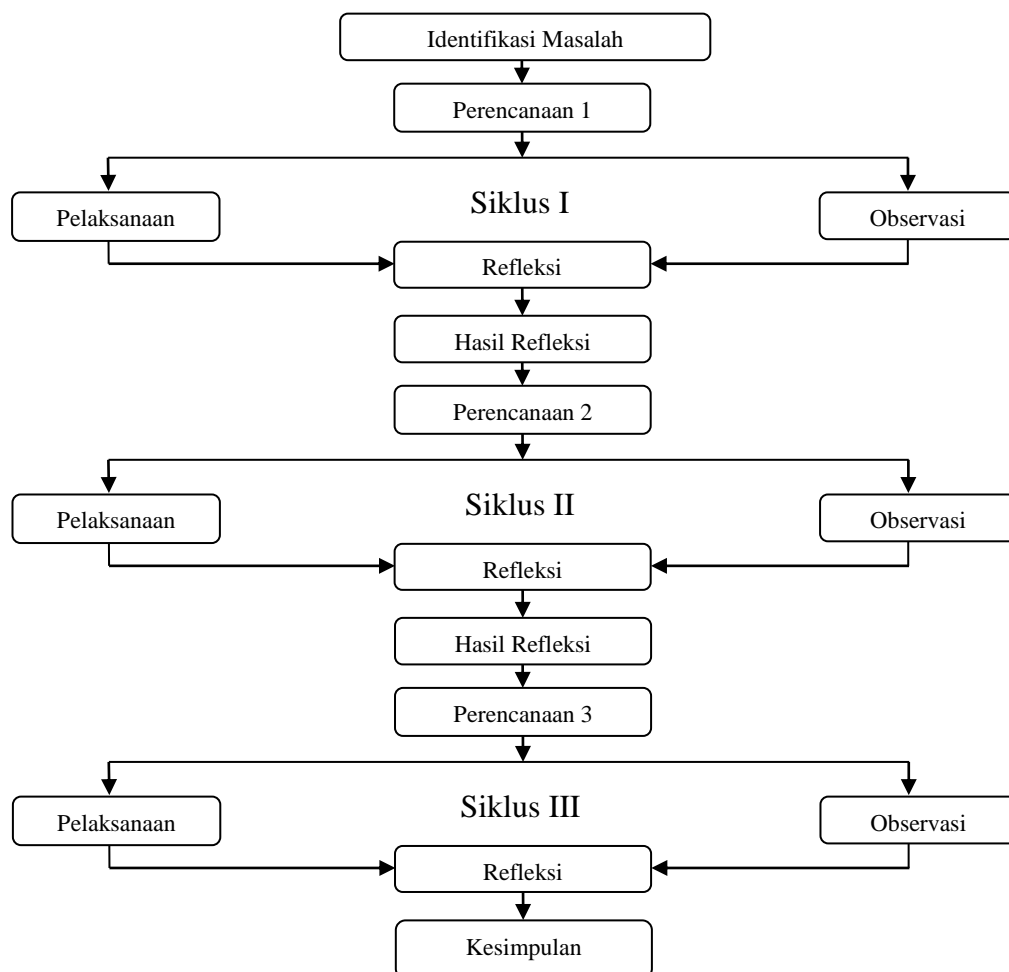 Identifikasi Masalah
Perencanaan 1
Siklus I
Pelaksanaan
Observasi
Refleksi
Hasil Refleksi
Perencanaan 2
Siklus II
Pelaksanaan
Observasi
Refleksi
Hasil Refleksi
Perencanaan 3
Siklus III
Pelaksanaan
Observasi
Refleksi
Kesimpulan